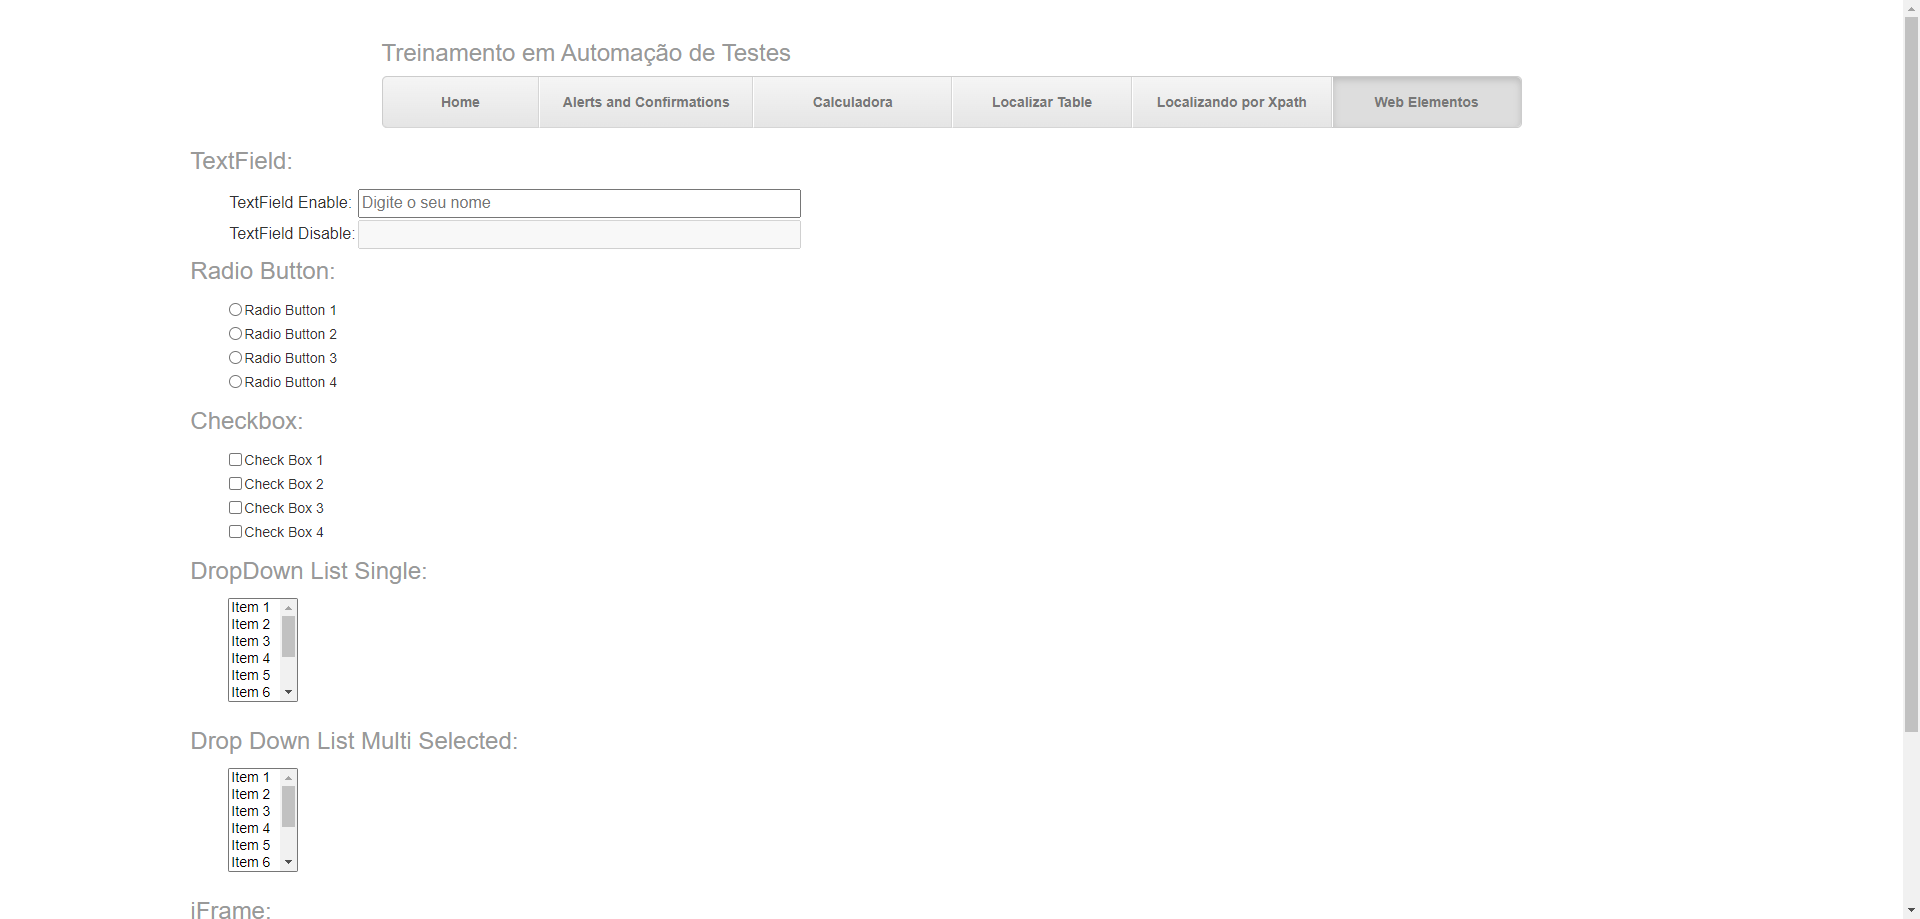 Treinamento em Automação de Testes
Home Alerts and Confirmations Calculadora Localizar Table Localizando por Xpath Web Elementos
TextField:
TextField Enable: Digite o seu nome
TextField Disable:
Radio Button:
Radio Button 1
Radio Button 2
Radio Button 3
Radio Button 4
Checkbox:
Check Box 1
Check Box 2
Check Box 3
Check Box 4
DropDown List Single:
Item 1
Item 2
Item 3
Item 4
Item 5
Item 6
Drop Down List Multi Selected:
Item 1
Item 2
Item 3
Item 4
Item 5
Item 6
iFrame: